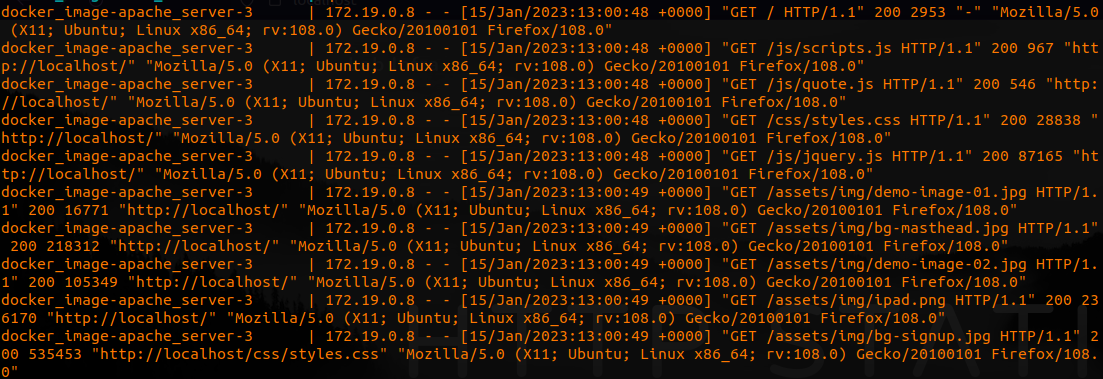 docker_image-apache_server-3      | 172.19.0.8 - - [15/Jan/2023:13:00:48 +0000] "GET / HTTP/1.1" 200 2953 "-" "Mozilla/5.0
 (X11; Ubuntu; Linux x86_64; rv:108.0) Gecko/20100101 Firefox/108.0"
docker_image-apache_server-3      | 172.19.0.8 - - [15/Jan/2023:13:00:48 +0000] "GET /js/scripts.js HTTP/1.1" 200 967 "htt
p://localhost/" "Mozilla/5.0 (X11; Ubuntu; Linux x86_64; rv:108.0) Gecko/20100101 Firefox/108.0"
docker_image-apache_server-3      | 172.19.0.8 - - [15/Jan/2023:13:00:48 +0000] "GET /js/quote.js HTTP/1.1" 200 546 "http:
//localhost/" "Mozilla/5.0 (X11; Ubuntu; Linux x86_64; rv:108.0) Gecko/20100101 Firefox/108.0"
docker_image-apache_server-3      | 172.19.0.8 - - [15/Jan/2023:13:00:48 +0000] "GET /css/styles.css HTTP/1.1" 200 28838 "
http://localhost/" "Mozilla/5.0 (X11; Ubuntu; Linux x86_64; rv:108.0) Gecko/20100101 Firefox/108.0"
docker_image-apache_server-3      | 172.19.0.8 - - [15/Jan/2023:13:00:48 +0000] "GET /js/jquery.js HTTP/1.1" 200 87165 "ht
tp://localhost/" "Mozilla/5.0 (X11; Ubuntu; Linux x86_64; rv:108.0) Gecko/20100101 Firefox/108.0"
docker_image-apache_server-3      | 172.19.0.8 - - [15/Jan/2023:13:00:49 +0000] "GET /assets/img/demo-image-01.jpg HTTP/1.
1" 200 16771 "http://localhost/" "Mozilla/5.0 (X11; Ubuntu; Linux x86_64; rv:108.0) Gecko/20100101 Firefox/108.0"
docker_image-apache_server-3      | 172.19.0.8 - - [15/Jan/2023:13:00:49 +0000] "GET /assets/img/bg-masthead.jpg HTTP/1.1"
 200 218312 "http://localhost/" "Mozilla/5.0 (X11; Ubuntu; Linux x86_64; rv:108.0) Gecko/20100101 Firefox/108.0"
docker_image-apache_server-3      | 172.19.0.8 - - [15/Jan/2023:13:00:49 +0000] "GET /assets/img/demo-image-02.jpg HTTP/1.
1" 200 105349 "http://localhost/" "Mozilla/5.0 (X11; Ubuntu; Linux x86_64; rv:108.0) Gecko/20100101 Firefox/108.0"
docker_image-apache_server-3      | 172.19.0.8 - - [15/Jan/2023:13:00:49 +0000] "GET /assets/img/ipad.png HTTP/1.1" 200 23
6170 "http://localhost/" "Mozilla/5.0 (X11; Ubuntu; Linux x86_64; rv:108.0) Gecko/20100101 Firefox/108.0"
docker_image-apache_server-3      | 172.19.0.8 - - [15/Jan/2023:13:00:49 +0000] "GET /assets/img/bg-signup.jpg HTTP/1.1" 2
00 535453 "http://localhost/css/styles.css" "Mozilla/5.0 (X11; Ubuntu; Linux x86_64; rv:108.0) Gecko/20100101 Firefox/108.
0"